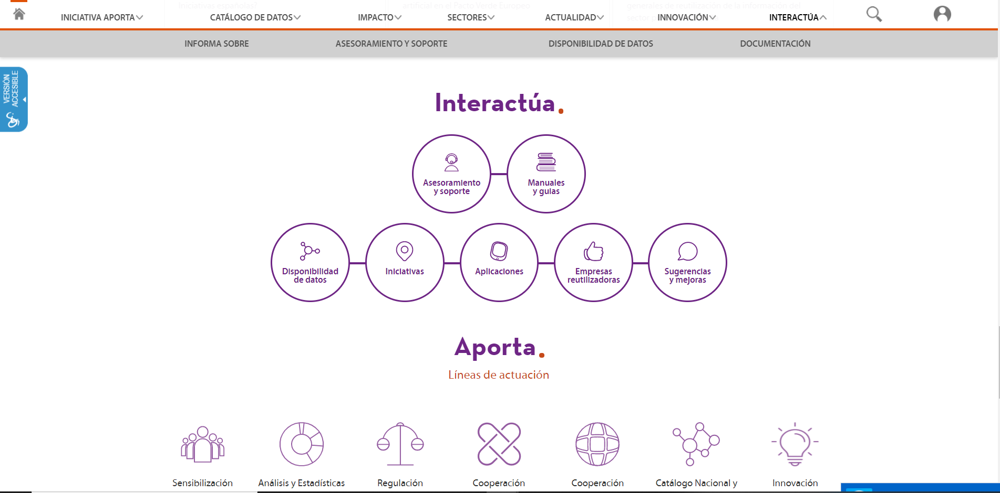 Iniciativas españolas?
artificial en el Pacto Verde Europeo
generales de reutilización de la información del
INICIATIVA APORTA
CATÁLOGO DE DATOS
IMPACTO
SECTORES
ACTUALIDAD
INNOVACIÓN
INTERACTÚA
sector
INFORMA SOBRE
ASESORAMIENTO Y SOPORTE
DISPONIBILIDAD DE DATOS
DOCUMENTACIÓN
VERSIÓN
ACCESIBLE
Interactúa.
Asesoramiento
y soporte
Manuales
y guías
Disponibilidad
de datos
Iniciativas
Aplicaciones
Empresas
reutilizadoras
Sugerencias
y mejoras
Aporta.
Líneas de actuación
Sensibilización
Análisis y Estadísticas
Regulación
Cooperación
Cooperación
Catálogo Nacional y
Innovación